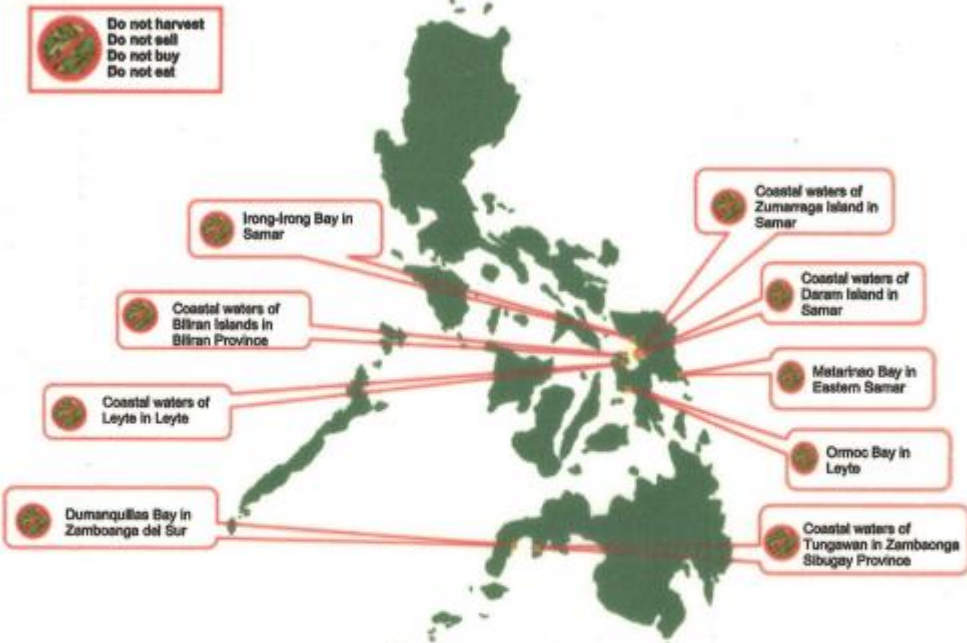 Do not harvest
Do not sell
Do not buy
Do not eat
Irong-Irong Bay in
Samar
Coastal waters of
Zumarraga Island in
Samar
Coastal waters of
Biliran Islands in
Biliran Province
Coastal waters of
Daram Island in
Samar
Coastal waters of
Leyte in Leyte
Matarinao Bay in
Eastern Samar
Ormoc Bay in
Leyte
Dumanquillas Bay in
Zamboanga del Sur
Coastal waters of
Tungawan in Zambaonga
Sibugay Province